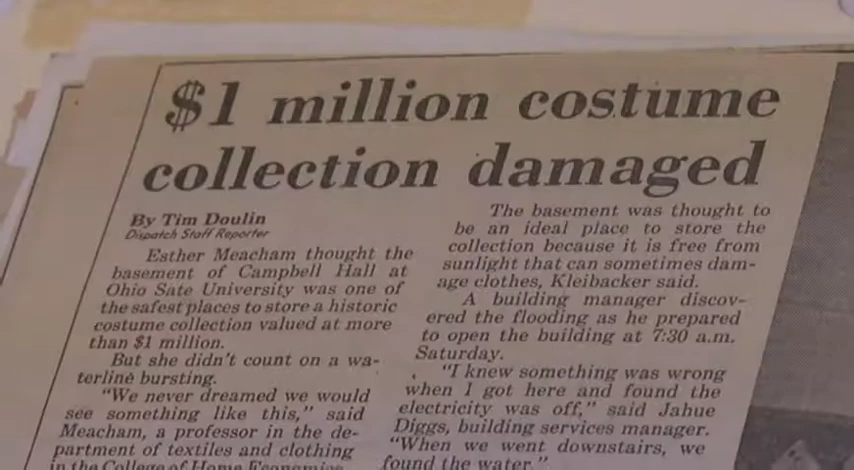 $1 million costume
collection damaged
By Tim Doulin
Dispatch Staff Reporter
Esther Meacham thought the
basement of Campbell Hall at
Ohio Sate University was one of
the safest places to store a historic
costume collection valued at more
than $1 million.
But she didn't count on a wa-
terline bursting.
"We never dreamed we would
see something like this," said
Meacham, a professor in the de-
partment of textiles and clothing
in the College of Home Economics
The basement was thought to
be an ideal place to store the
collection because it is free from
sunlight that can sometimes dam-
age clothes, Kleibacker said.
A building manager discov-
ered the flooding as he prepared
to open the building at 7:30 a.m.
Saturday.
"I knew something was wrong
when I got here and found the
electricity was off," said Jahue
Diggs, building services manager.
"When we went downstairs, we
found the water."